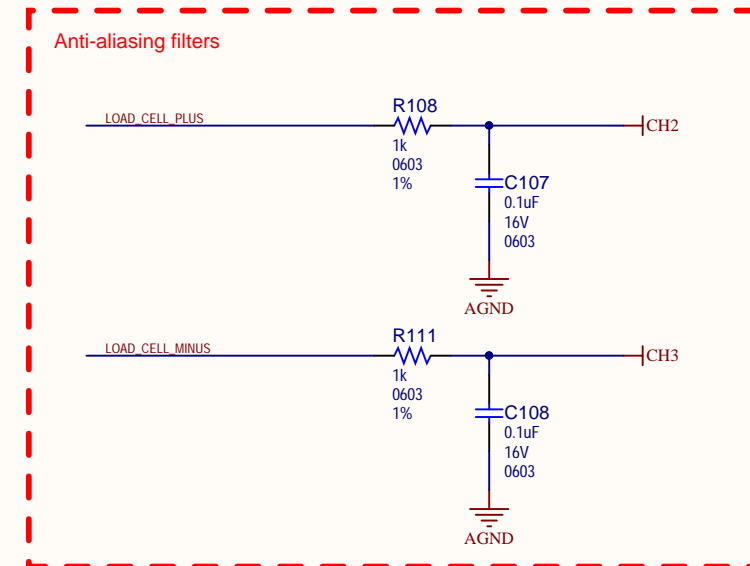 Anti-aliasing filters
R108
LOAD_CELL_PLUS
CH2
1k
0603
1%
C107
0.1uF
16V
0603
AGND
R111
LOAD_CELL_MINUS
CH3
1k
0603
1%
C108
0.1uF
16V
0603
AGND